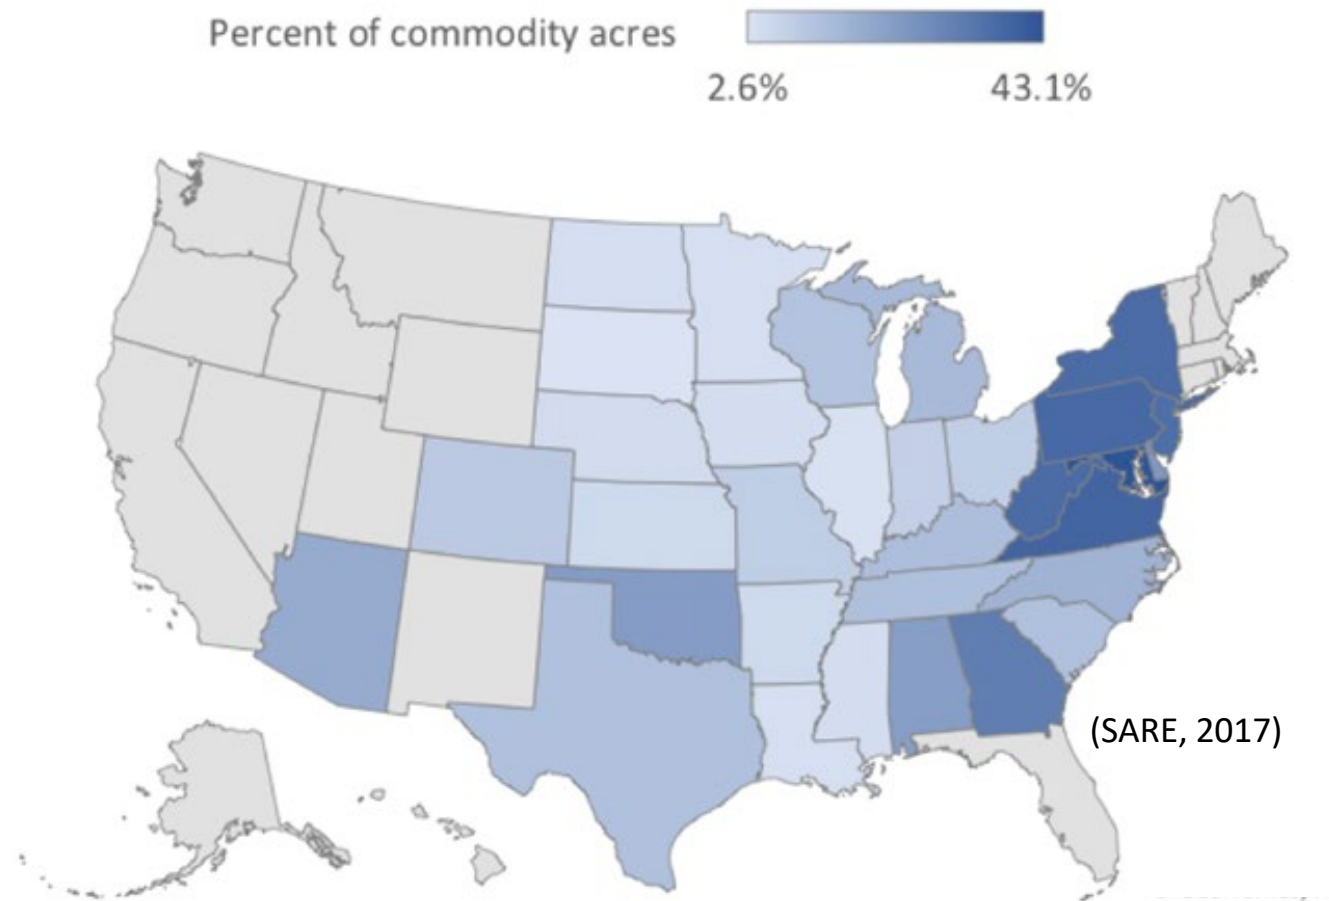 Percent of commodity acres
2.6% 43.1%
(SARE, 2017)